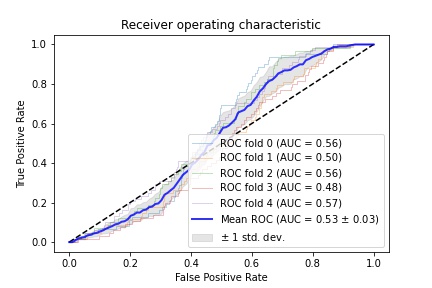 Receiver operating characteristic
True Positive Rate
1.0
0.8
0.6
0.4
0.2
0.0
ROC fold 0 (AUC = 0.56)
ROC fold 1 (AUC = 0.50)
ROC fold 2 (AUC = 0.56)
ROC fold 3 (AUC = 0.48)
ROC fold 4 (AUC = 0.57)
Mean ROC (AUC = 0.53 ± 0.03)
± 1 std. dev.
0.0 0.2 0.4 0.6 0.8 1.0
False Positive Rate